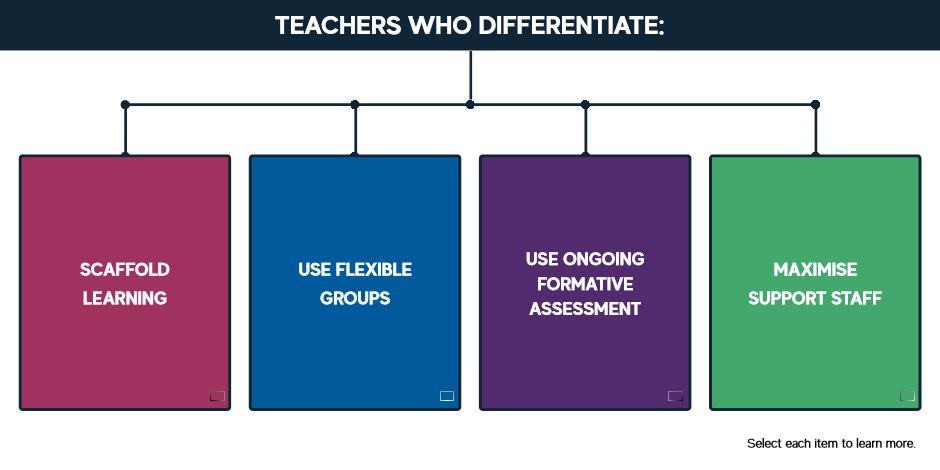 TEACHERS WHO DIFFERENTIATE:
SCAFFOLD
LEARNING
USE FLEXIBLE
GROUPS
USE ONGOING
FORMATIVE
ASSESSMENT
MAXIMISE
SUPPORT STAFF
Select each item to learn more.